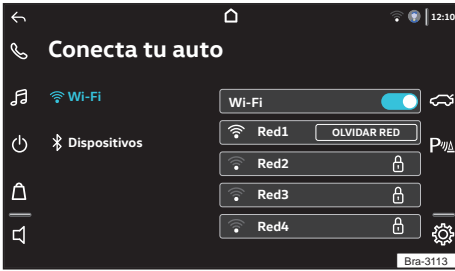 12:10
Conecta tu auto
Wi-Fi
Wi-Fi
Red1 OLVIDAR RED
Dispositivos
Red2
Red3
Red4
P
Bra-3113